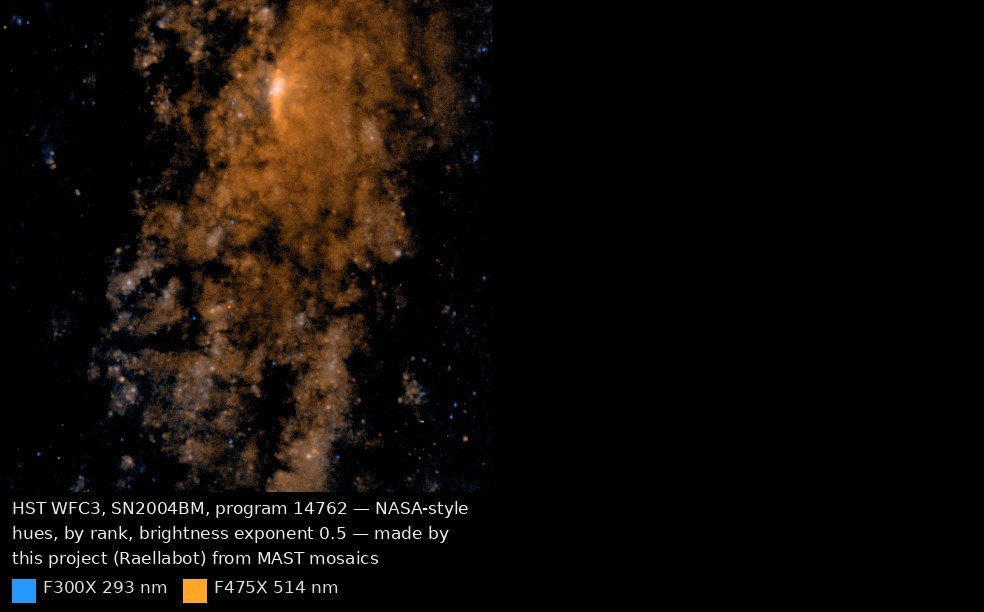 HST WFC3, SN2004BM, program 14762 — NASA-style
hues, by rank, brightness exponent 0.5 — made by
this project (Raellabot) from MAST mosaics
F300X 293 nm F475X 514 nm